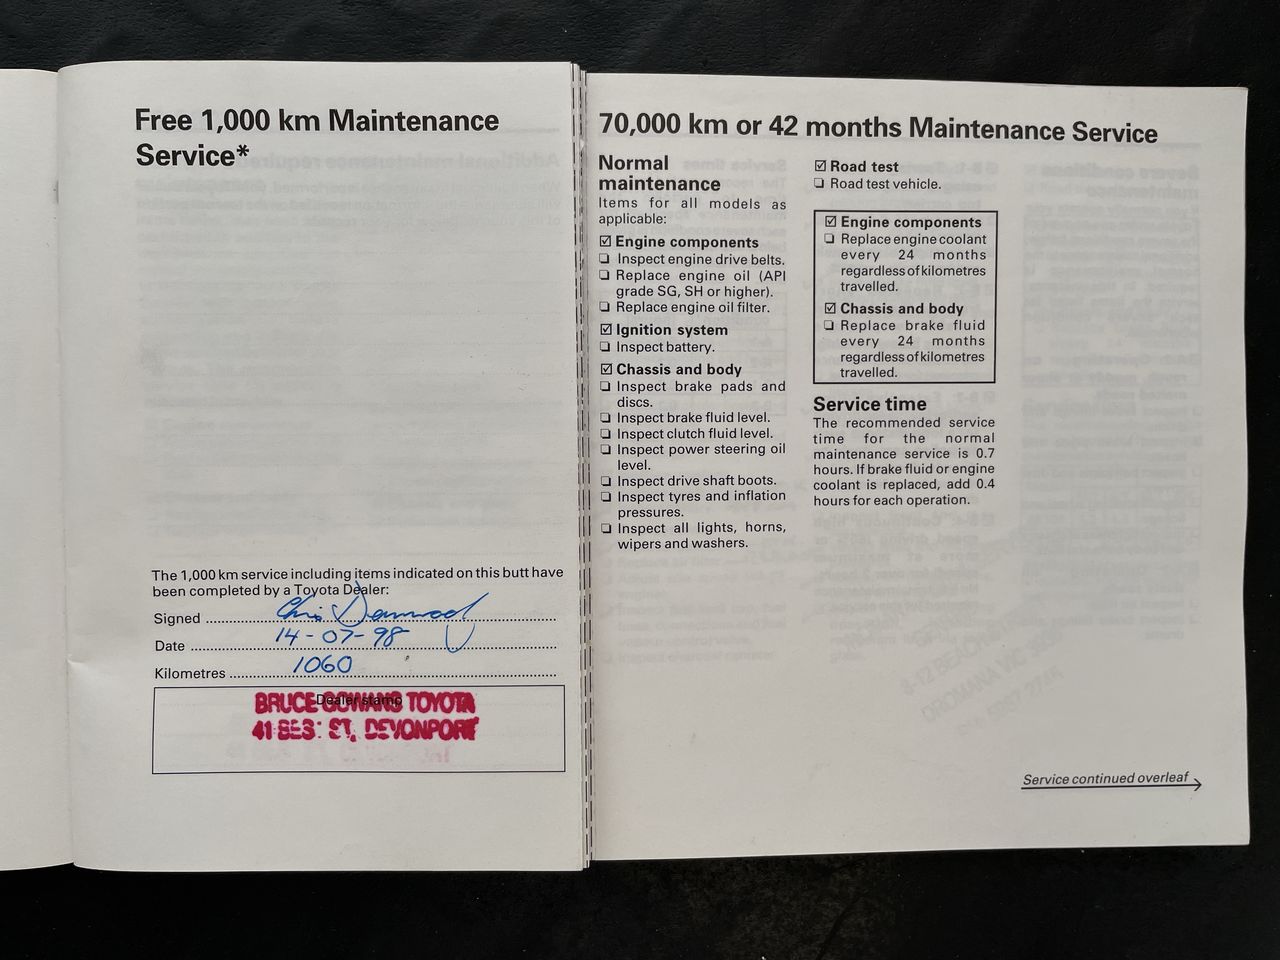 Free 1,000 km Maintenance
Service*
The 1,000 km service including items indicated on this butt have
been completed by a Toyota Dealer:
Signed
Date 14-07-98
Kilometres 1060
Dealer stamp
BRUCE GOWANS TOYOTA
41 BEST ST, DEVONPORT
70,000 km or 42 months Maintenance Service
Normal
maintenance
Items for all models as
applicable:
☑ Engine components
❏ Inspect engine drive belts.
❏ Replace engine oil (API
grade SG, SH or higher).
❏ Replace engine oil filter.
☑ Ignition system
❏ Inspect battery.
☑ Chassis and body
❏ Inspect brake pads and
discs.
❏ Inspect brake fluid level.
❏ Inspect clutch fluid level.
❏ Inspect power steering oil
level.
❏ Inspect drive shaft boots.
❏ Inspect tyres and inflation
pressures.
❏ Inspect all lights, horns,
wipers and washers.
☑ Road test
❏ Road test vehicle.
☑ Engine components
❏ Replace engine coolant
every 24 months
regardless of kilometres
travelled.
☑ Chassis and body
❏ Replace brake fluid
every 24 months
regardless of kilometres
travelled.
Service time
The recommended service
time for the normal
maintenance service is 0.7
hours. If brake fluid or engine
coolant is replaced, add 0.4
hours for each operation.
Service continued overleaf